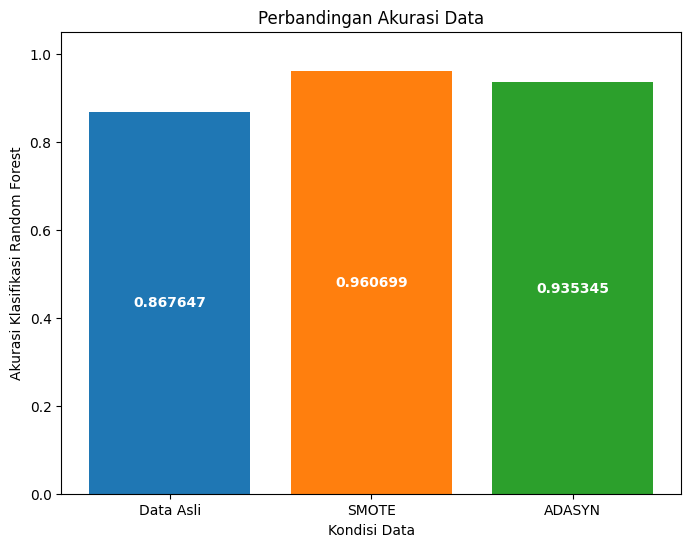 Perbandingan Akurasi Data
Akurasi Klasifikasi Random Forest
1.0
0.8
0.6
0.4
0.2
0.0
0.867647
0.960699
0.935345
Data Asli
SMOTE
ADASYN
Kondisi Data